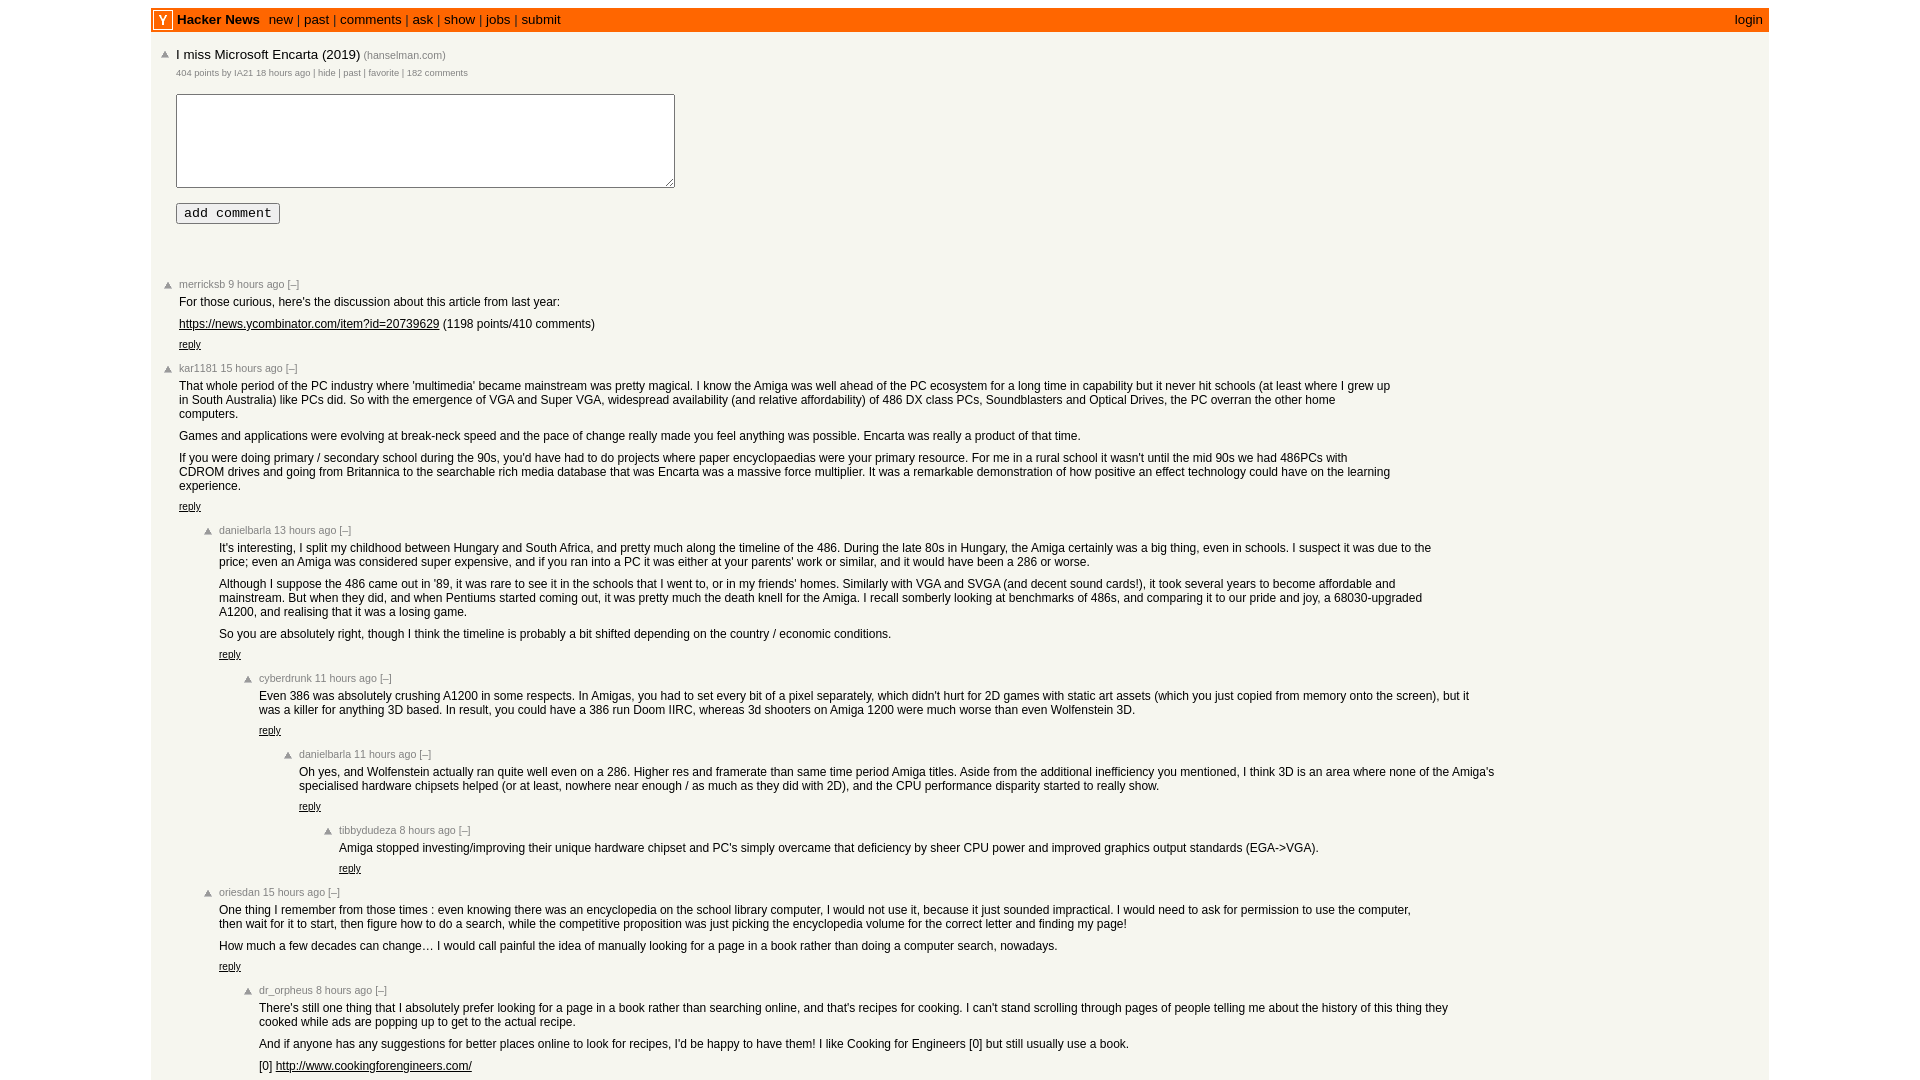 Y Hacker News new | past | comments | ask | show | jobs | submit login
I miss Microsoft Encarta (2019) (hanselman.com)
404 points by IA21 18 hours ago | hide | past | favorite | 182 comments
add comment
merricksb 9 hours ago [–]
For those curious, here's the discussion about this article from last year:
https://news.ycombinator.com/item?id=20739629 (1198 points/410 comments)
reply
kar1181 15 hours ago [–]
That whole period of the PC industry where 'multimedia' became mainstream was pretty magical. I know the Amiga was well ahead of the PC ecosystem for a long time in capability but it never hit schools (at least where I grew up
in South Australia) like PCs did. So with the emergence of VGA and Super VGA, widespread availability (and relative affordability) of 486 DX class PCs, Soundblasters and Optical Drives, the PC overran the other home
computers.
Games and applications were evolving at break-neck speed and the pace of change really made you feel anything was possible. Encarta was really a product of that time.
If you were doing primary / secondary school during the 90s, you'd have had to do projects where paper encyclopaedias were your primary resource. For me in a rural school it wasn't until the mid 90s we had 486PCs with
CDROM drives and going from Britannica to the searchable rich media database that was Encarta was a massive force multiplier. It was a remarkable demonstration of how positive an effect technology could have on the learning
experience.
reply
danielbarla 13 hours ago [–]
It's interesting, I split my childhood between Hungary and South Africa, and pretty much along the timeline of the 486. During the late 80s in Hungary, the Amiga certainly was a big thing, even in schools. I suspect it was due to the
price; even an Amiga was considered super expensive, and if you ran into a PC it was either at your parents' work or similar, and it would have been a 286 or worse.
Although I suppose the 486 came out in '89, it was rare to see it in the schools that I went to, or in my friends' homes. Similarly with VGA and SVGA (and decent sound cards!), it took several years to become affordable and
mainstream. But when they did, and when Pentiums started coming out, it was pretty much the death knell for the Amiga. I recall somberly looking at benchmarks of 486s, and comparing it to our pride and joy, a 68030-upgraded
A1200, and realising that it was a losing game.
So you are absolutely right, though I think the timeline is probably a bit shifted depending on the country / economic conditions.
reply
cyberdrunk 11 hours ago [–]
Even 386 was absolutely crushing A1200 in some respects. In Amigas, you had to set every bit of a pixel separately, which didn't hurt for 2D games with static art assets (which you just copied from memory onto the screen), but it
was a killer for anything 3D based. In result, you could have a 386 run Doom IIRC, whereas 3d shooters on Amiga 1200 were much worse than even Wolfenstein 3D.
reply
danielbarla 11 hours ago [–]
Oh yes, and Wolfenstein actually ran quite well even on a 286. Higher res and framerate than same time period Amiga titles. Aside from the additional inefficiency you mentioned, I think 3D is an area where none of the Amiga's
specialised hardware chipsets helped (or at least, nowhere near enough / as much as they did with 2D), and the CPU performance disparity started to really show.
reply
tibbydudeza 8 hours ago [–]
Amiga stopped investing/improving their unique hardware chipset and PC's simply overcame that deficiency by sheer CPU power and improved graphics output standards (EGA->VGA).
reply
oriesdan 15 hours ago [–]
One thing I remember from those times : even knowing there was an encyclopedia on the school library computer, I would not use it, because it just sounded impractical. I would need to ask for permission to use the computer,
then wait for it to start, then figure how to do a search, while the competitive proposition was just picking the encyclopedia volume for the correct letter and finding my page!
How much a few decades can change… I would call painful the idea of manually looking for a page in a book rather than doing a computer search, nowadays.
reply
dr_orpheus 8 hours ago [–]
There's still one thing that I absolutely prefer looking for a page in a book rather than searching online, and that's recipes for cooking. I can't stand scrolling through pages of people telling me about the history of this thing they
cooked while ads are popping up to get to the actual recipe.
And if anyone has any suggestions for better places online to look for recipes, I'd be happy to have them! I like Cooking for Engineers [0] but still usually use a book.
[0] http://www.cookingforengineers.com/